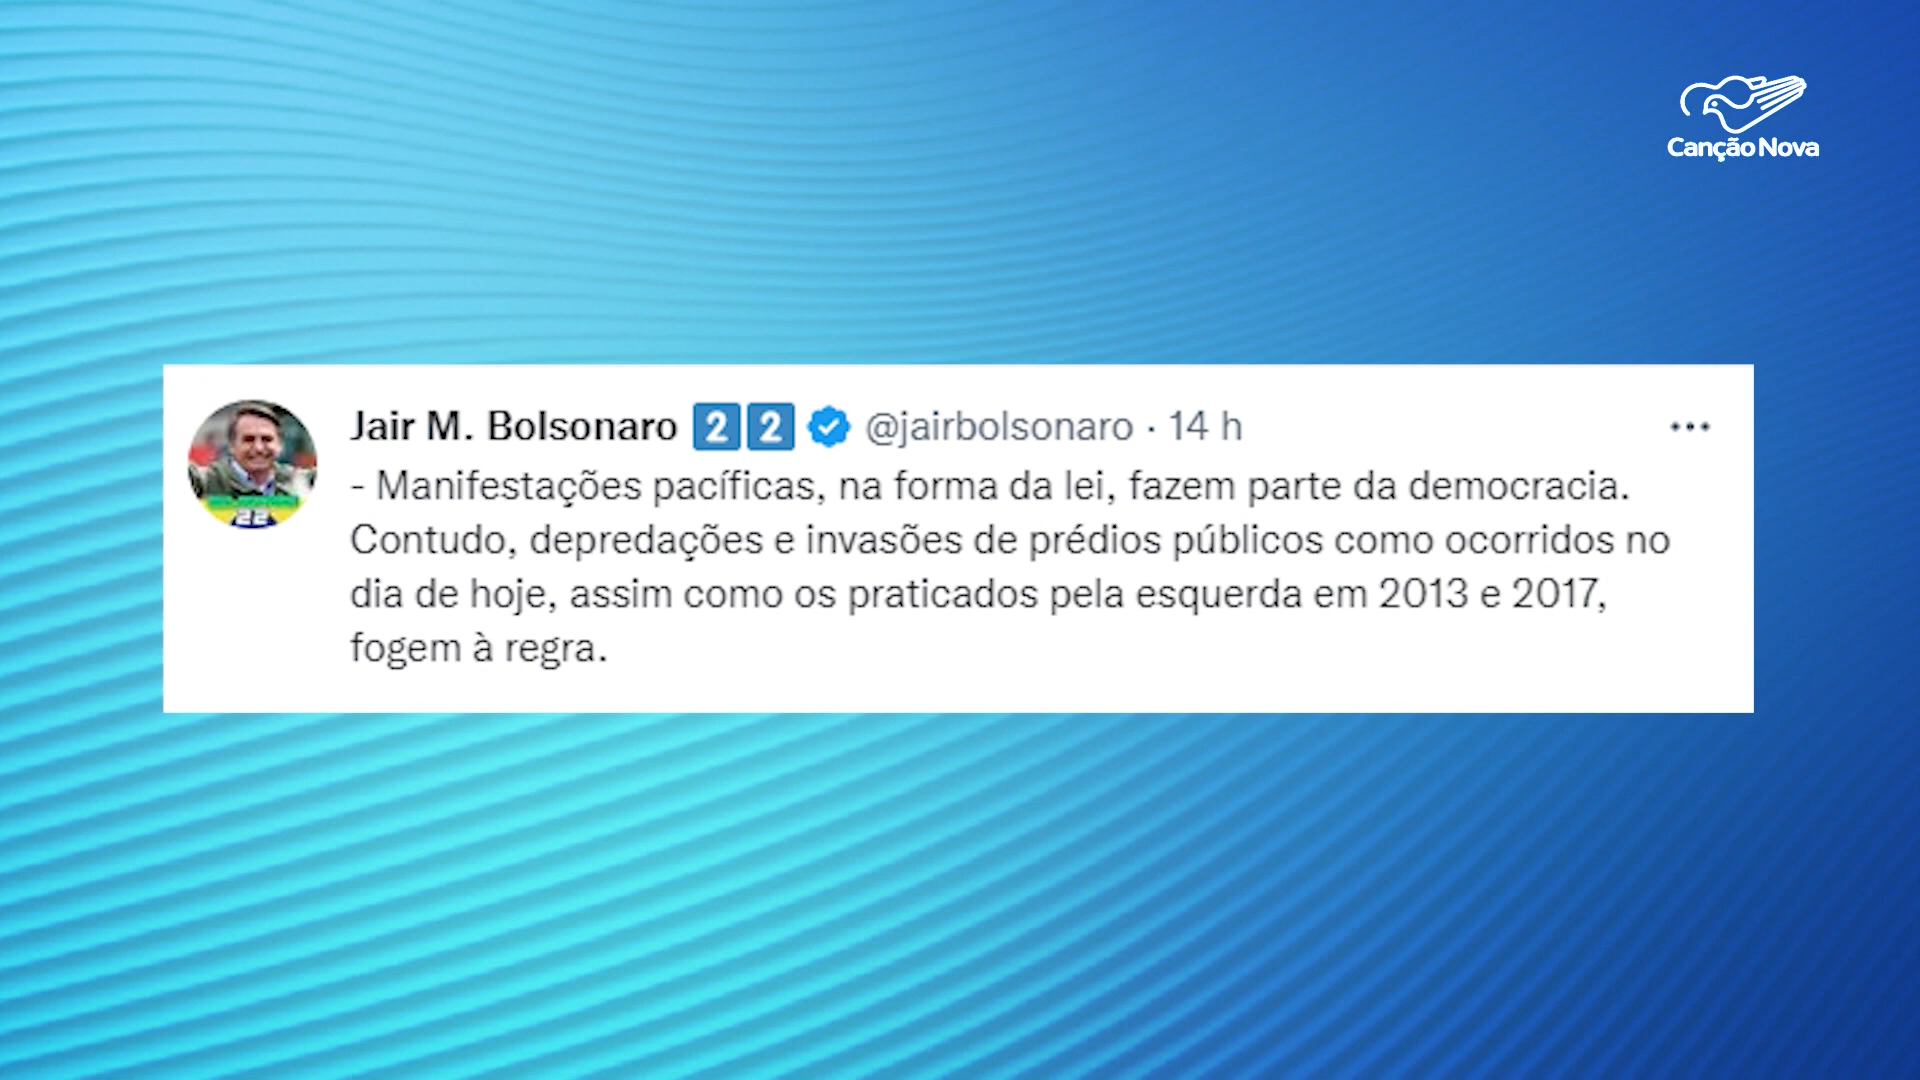 Canção Nova
Jair M. Bolsonaro 2️⃣2️⃣ @jairbolsonaro · 14 h
- Manifestações pacíficas, na forma da lei, fazem parte da democracia.
Contudo, depredações e invasões de prédios públicos como ocorridos no
dia de hoje, assim como os praticados pela esquerda em 2013 e 2017,
fogem à regra.
22